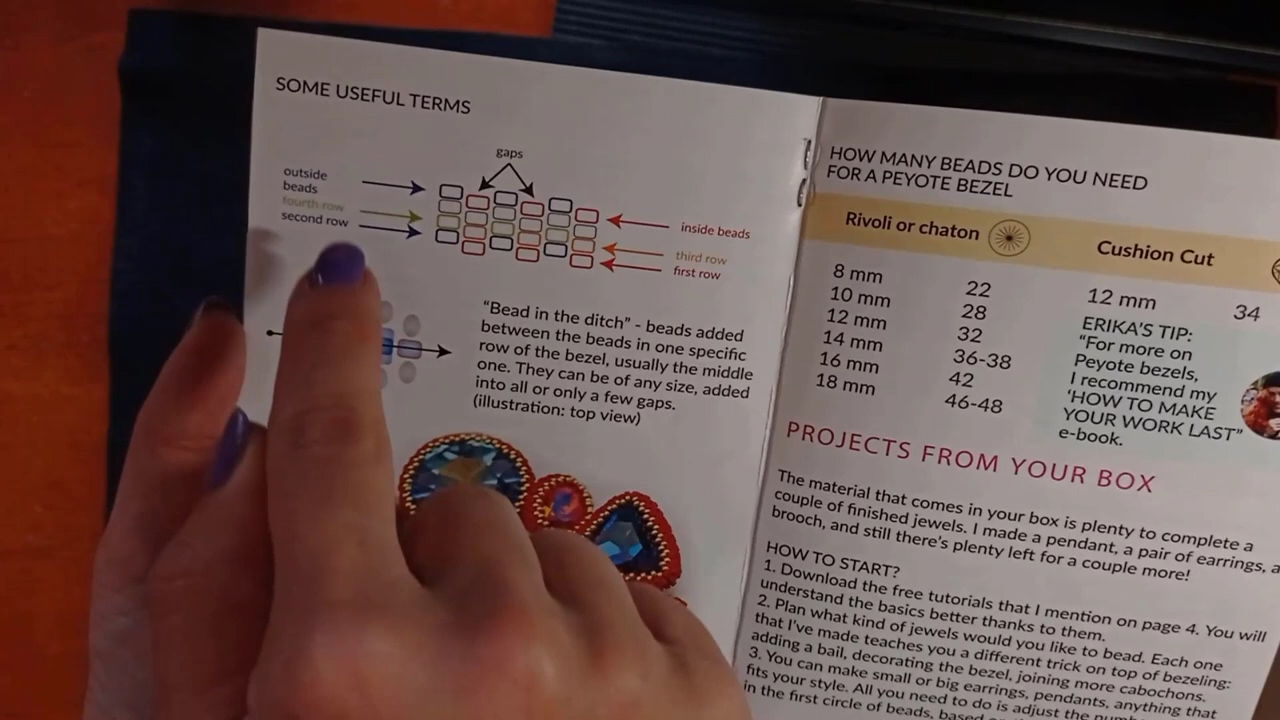 SOME USEFUL TERMS
gaps
outside
beads
fourth row
second row
inside beads
third row
first row
"Bead in the ditch" - beads added
between the beads in one specific
row of the bezel, usually the middle
one. They can be of any size, added
into all or only a few gaps.
(illustration: top view)
HOW MANY BEADS DO YOU NEED
FOR A PEYOTE BEZEL
Rivoli or chaton
Cushion Cut
8 mm 22
10 mm 28
12 mm 32
14 mm 36-38
16 mm 42
18 mm 46-48
12 mm 34
ERIKA'S TIP:
"For more on
Peyote bezels,
I recommend my
'HOW TO MAKE
YOUR WORK LAST"
e-book.
PROJECTS FROM YOUR BOX
The material that comes in your box is plenty to complete a
couple of finished jewels. I made a pendant, a pair of earrings, a
brooch, and still there's plenty left for a couple more!
HOW TO START?
1. Download the free tutorials that I mention on page 4. You will
understand the basics better thanks to them.
2. Plan what kind of jewels would you like to bead. Each one
that I've made teaches you a different trick on top of bezeling:
adding a bail, decorating the bezel, joining more cabochons.
3. You can make small or big earrings, pendants, anything that
fits your style. All you need to do is adjust the
in the first circle of beads, based